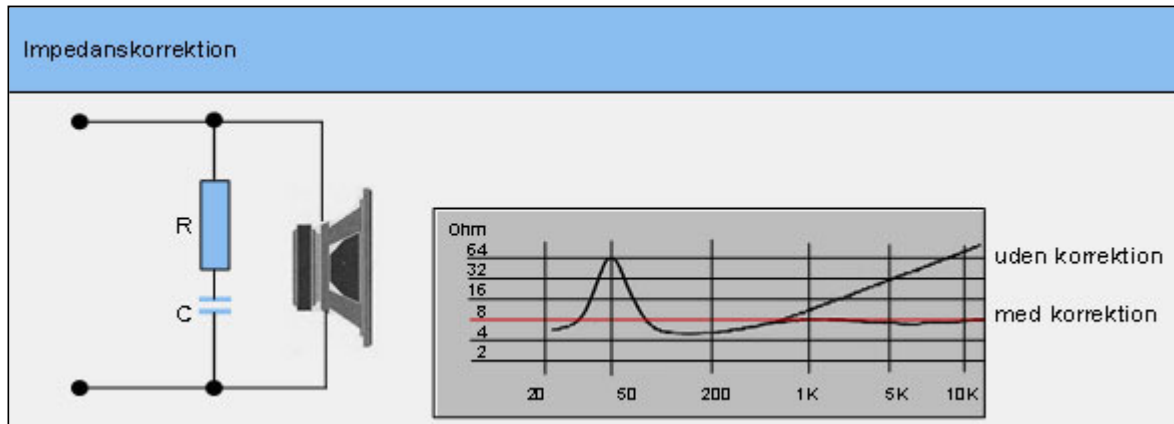 Impedanskorrektion
R
C
Ohm
64
32
16
8
4
2
20 50 200 1K 5K 10K
uden korrektion
med korrektion